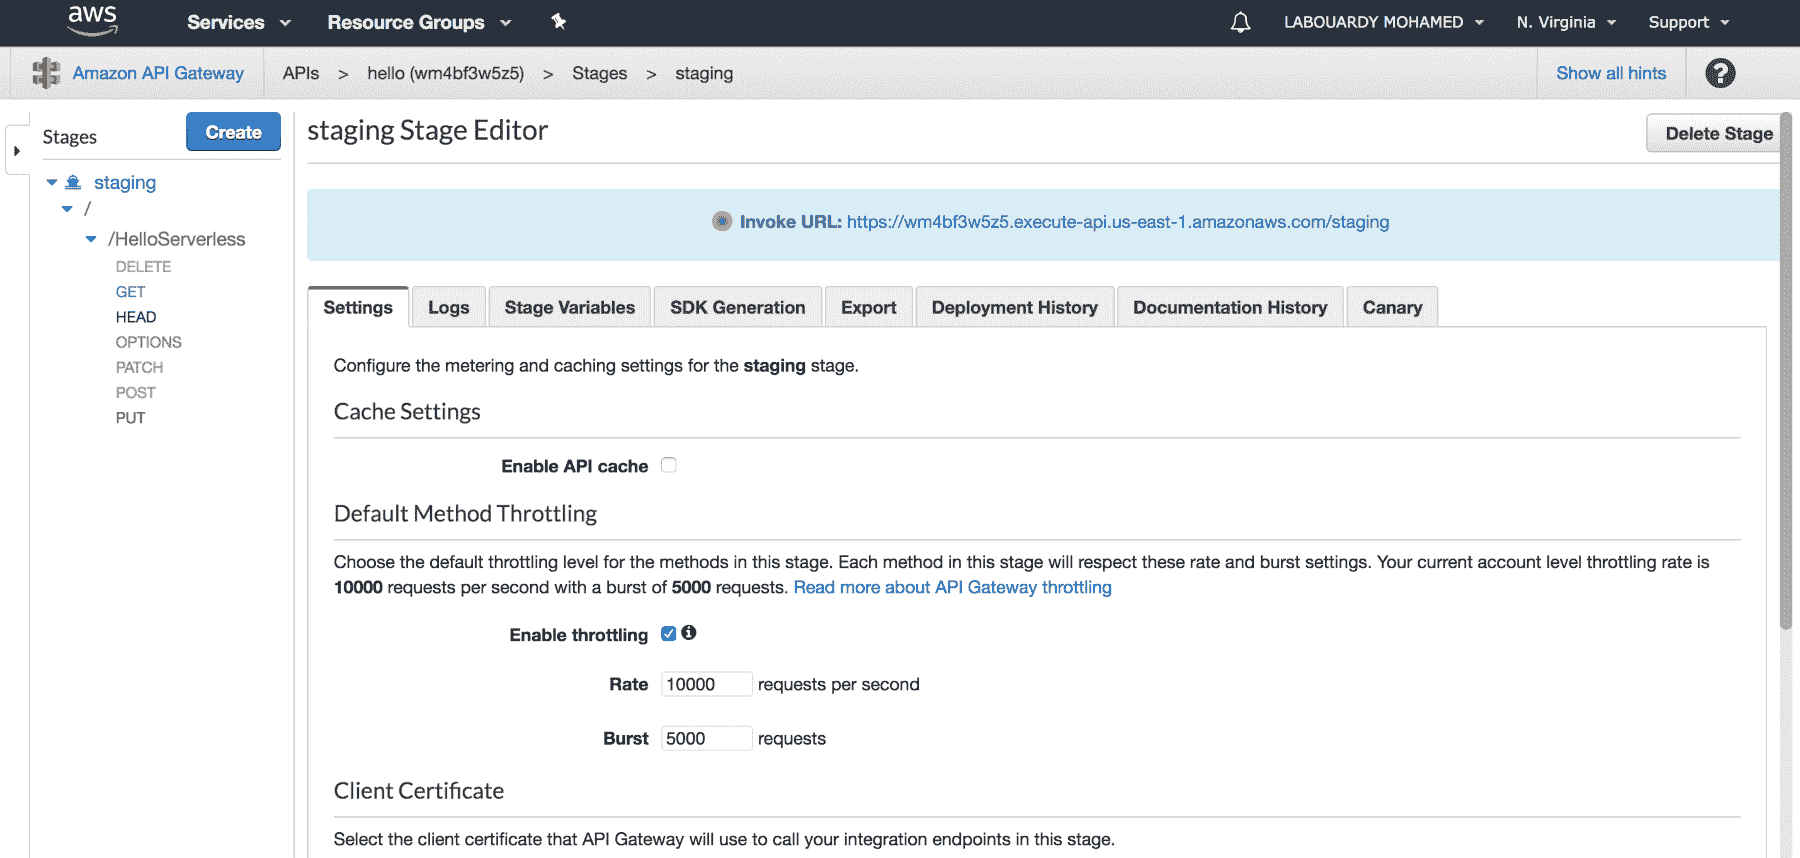 aws Services Resource Groups LABOUARDY MOHAMED N. Virginia Support
Amazon API Gateway APIs > hello (wm4bf3w5z5) > Stages > staging Show all hints ?
Stages Create
staging
/
/HelloServerless
DELETE
GET
HEAD
OPTIONS
PATCH
POST
PUT
staging Stage Editor Delete Stage
Invoke URL: https://wm4bf3w5z5.execute-api.us-east-1.amazonaws.com/staging
Settings Logs Stage Variables SDK Generation Export Deployment History Documentation History Canary
Configure the metering and caching settings for the staging stage.
Cache Settings
Enable API cache
Default Method Throttling
Choose the default throttling level for the methods in this stage. Each method in this stage will respect these rate and burst settings. Your current account level throttling rate is
10000 requests per second with a burst of 5000 requests. Read more about API Gateway throttling
Enable throttling
Rate 10000 requests per second
Burst 5000 requests
Client Certificate
Select the client certificate that API Gateway will use to call your integration endpoints in this stage.